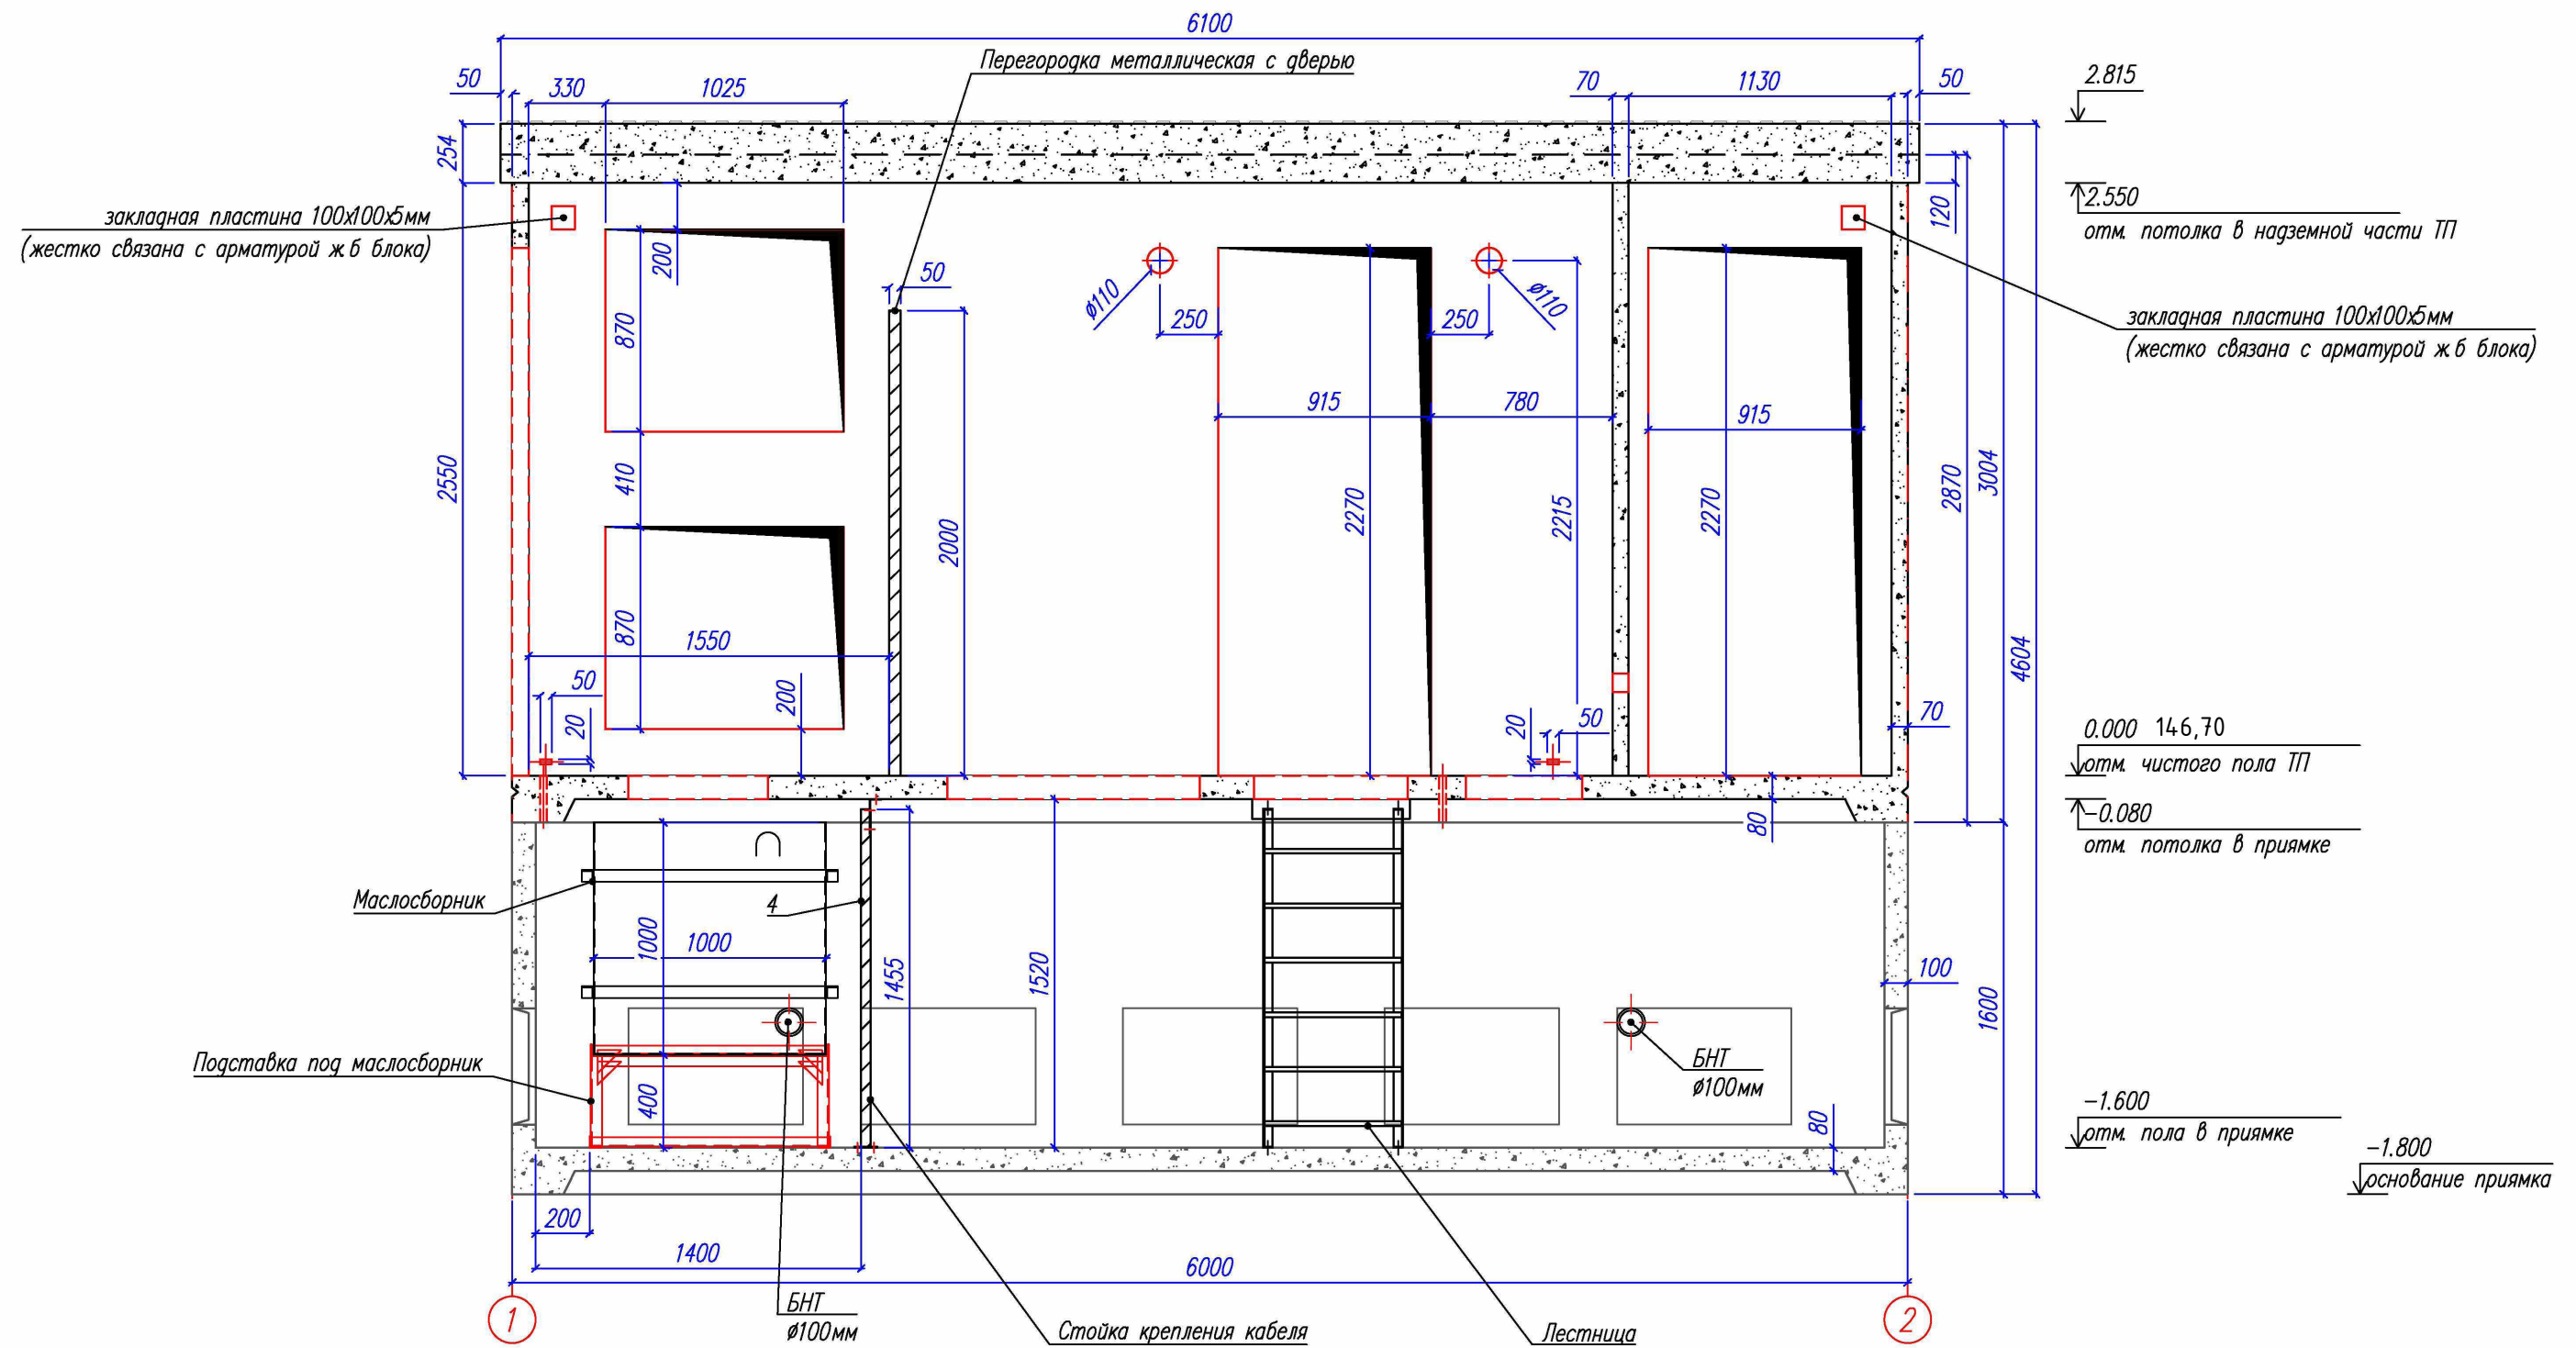 6100
Перегородка металлическая с дверью
50
330
1025
70
1130
50
2.815
254
закладная пластина 100х100х5мм
(жестко связана с арматурой ж.б блока)
200
50
φ110
φ110
250
250
120
2.550
отм. потолка в надземной части ТП
закладная пластина 100х100х5мм
(жестко связана с арматурой ж.б блока)
870
915
780
915
2550
410
2000
2270
2215
2270
2870
3004
870
1550
4604
50
20
200
20
50
70
0.000 146,70
отм. чистого пола ТП
80
-0.080
отм. потолка в приямке
Маслосборник
4
1000
1000
1455
1520
100
1600
Подставка под маслосборник
400
БНТ
φ100мм
80
-1.600
отм. пола в приямке
-1.800
основание приямка
200
1400
6000
1
БНТ
φ100мм
Стойка крепления кабеля
Лестница
2